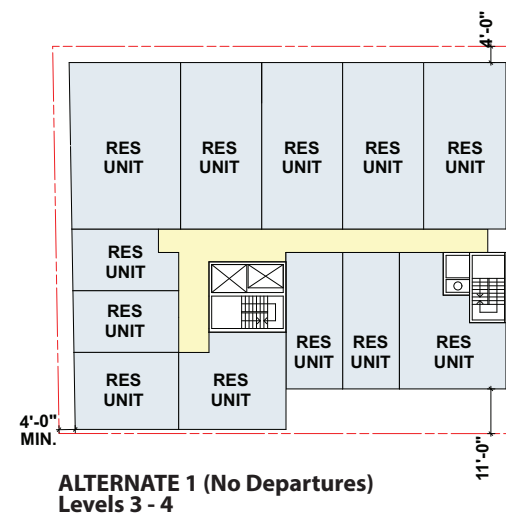 4'-0"
RES
UNIT
RES
UNIT
RES
UNIT
RES
UNIT
RES
UNIT
RES
UNIT
RES
UNIT
RES
UNIT
RES
UNIT
RES
UNIT
RES
UNIT
RES
UNIT
4'-0"
MIN.
11'-0"
ALTERNATE 1 (No Departures)
Levels 3 - 4